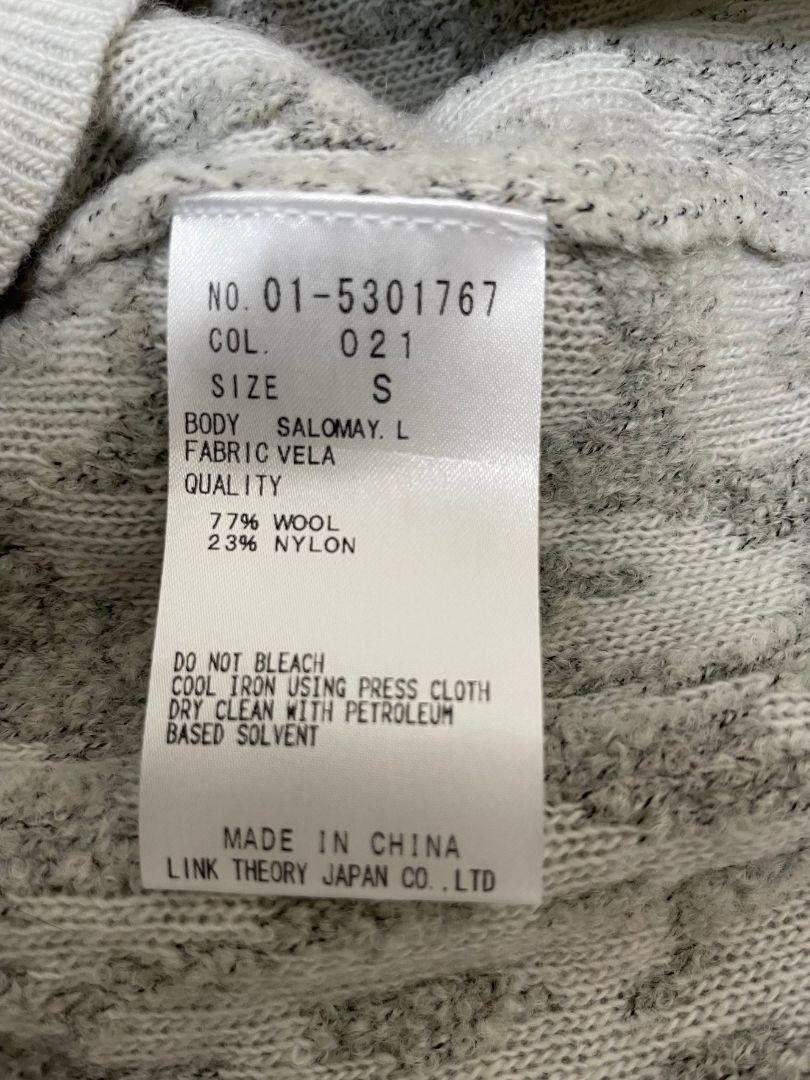 NO. 01-5301767
COL. 021
SIZE S
BODY SALOMAY. L
FABRIC VELA
QUALITY
77% WOOL
23% NYLON
DO NOT BLEACH
COOL IRON USING PRESS CLOTH
DRY CLEAN WITH PETROLEUM
BASED SOLVENT
MADE IN CHINA
LINK THEORY JAPAN CO.,LTD